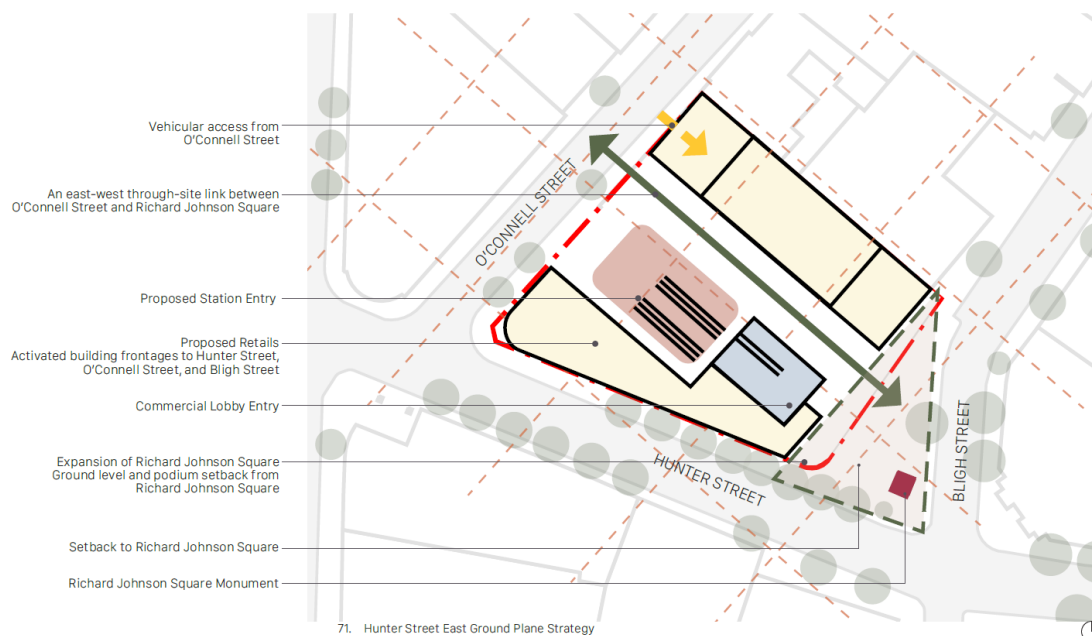 Vehicular access from
O'Connell Street
An east-west through-site link between
O'Connell Street and Richard Johnson Square
Proposed Station Entry
Proposed Retails
Activated building frontages to Hunter Street,
O'Connell Street, and Bligh Street
Commercial Lobby Entry
Expansion of Richard Johnson Square
Ground level and podium setback from
Richard Johnson Square
Setback to Richard Johnson Square
Richard Johnson Square Monument
O'CONNELL STREET
HUNTER STREET
BLIGH STREET
71. Hunter Street East Ground Plane Strategy